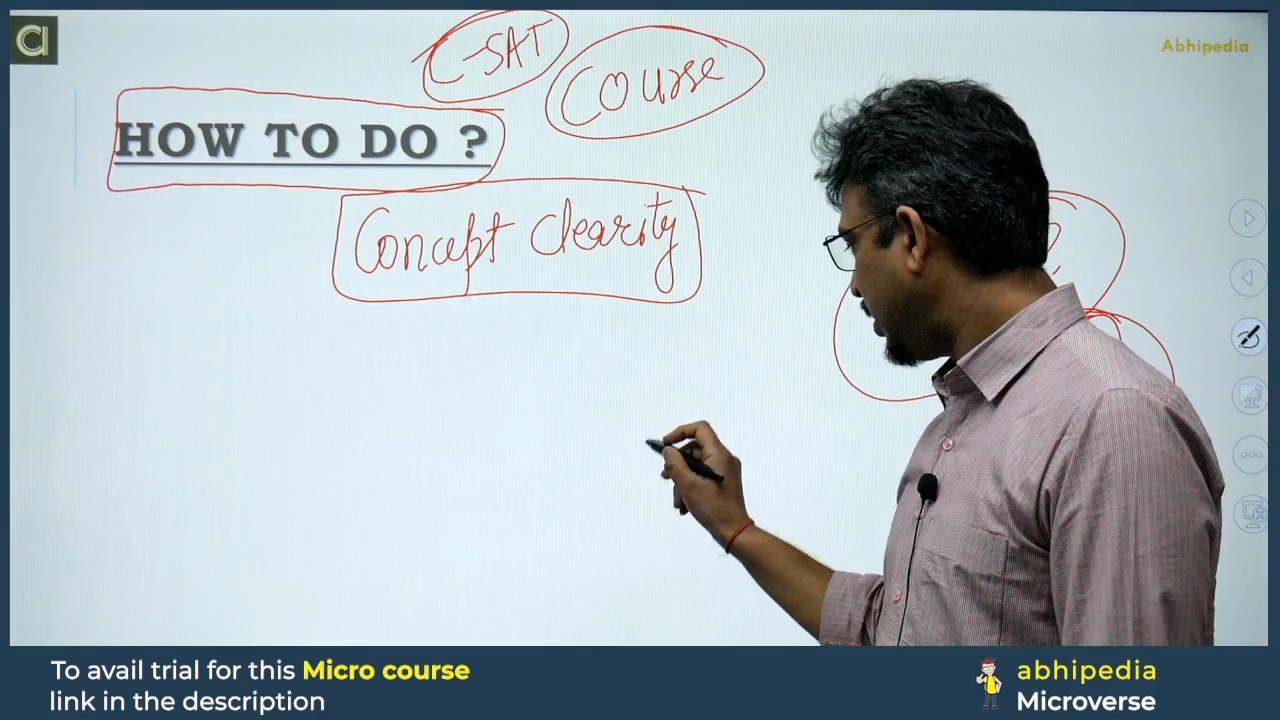 C-SAT
Course
Abhipedia
HOW TO DO ?
Concept clearity
To avail trial for this Micro course
link in the description
abhipedia
Microverse